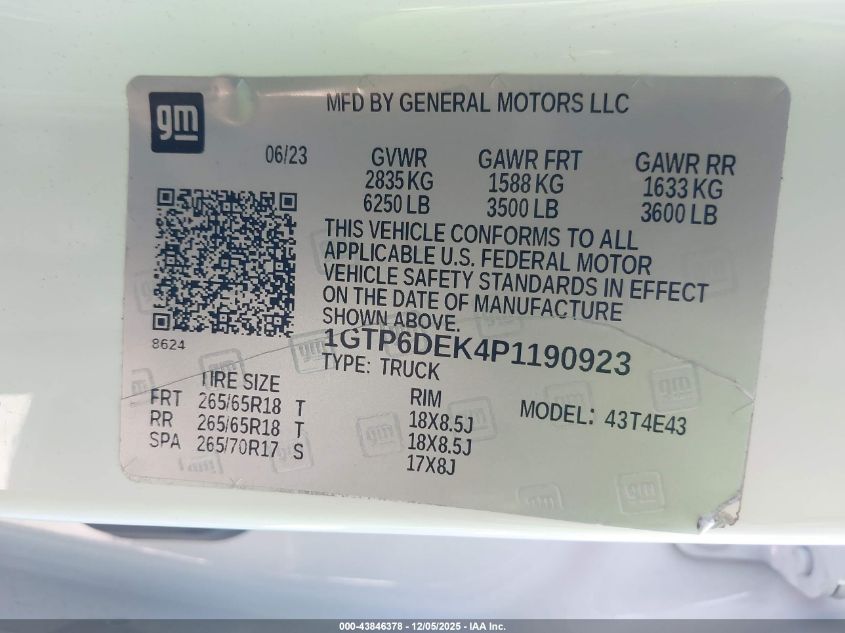 gm
MFD BY GENERAL MOTORS LLC
06/23 GVWR GAWR FRT GAWR RR
2835 KG 1588 KG 1633 KG
6250 LB 3500 LB 3600 LB
THIS VEHICLE CONFORMS TO ALL
APPLICABLE U.S. FEDERAL MOTOR
VEHICLE SAFETY STANDARDS IN EFFECT
ON THE DATE OF MANUFACTURE
SHOWN ABOVE.
8624
1GTP6DEK4P1190923
TYPE: TRUCK
TIRE SIZE RIM MODEL: 43T4E43
FRT 265/65R18 T 18X8.5J
RR 265/65R18 T 18X8.5J
SPA 265/70R17 S 17X8J
000-43846378 - 12/05/2025 - IAA Inc.